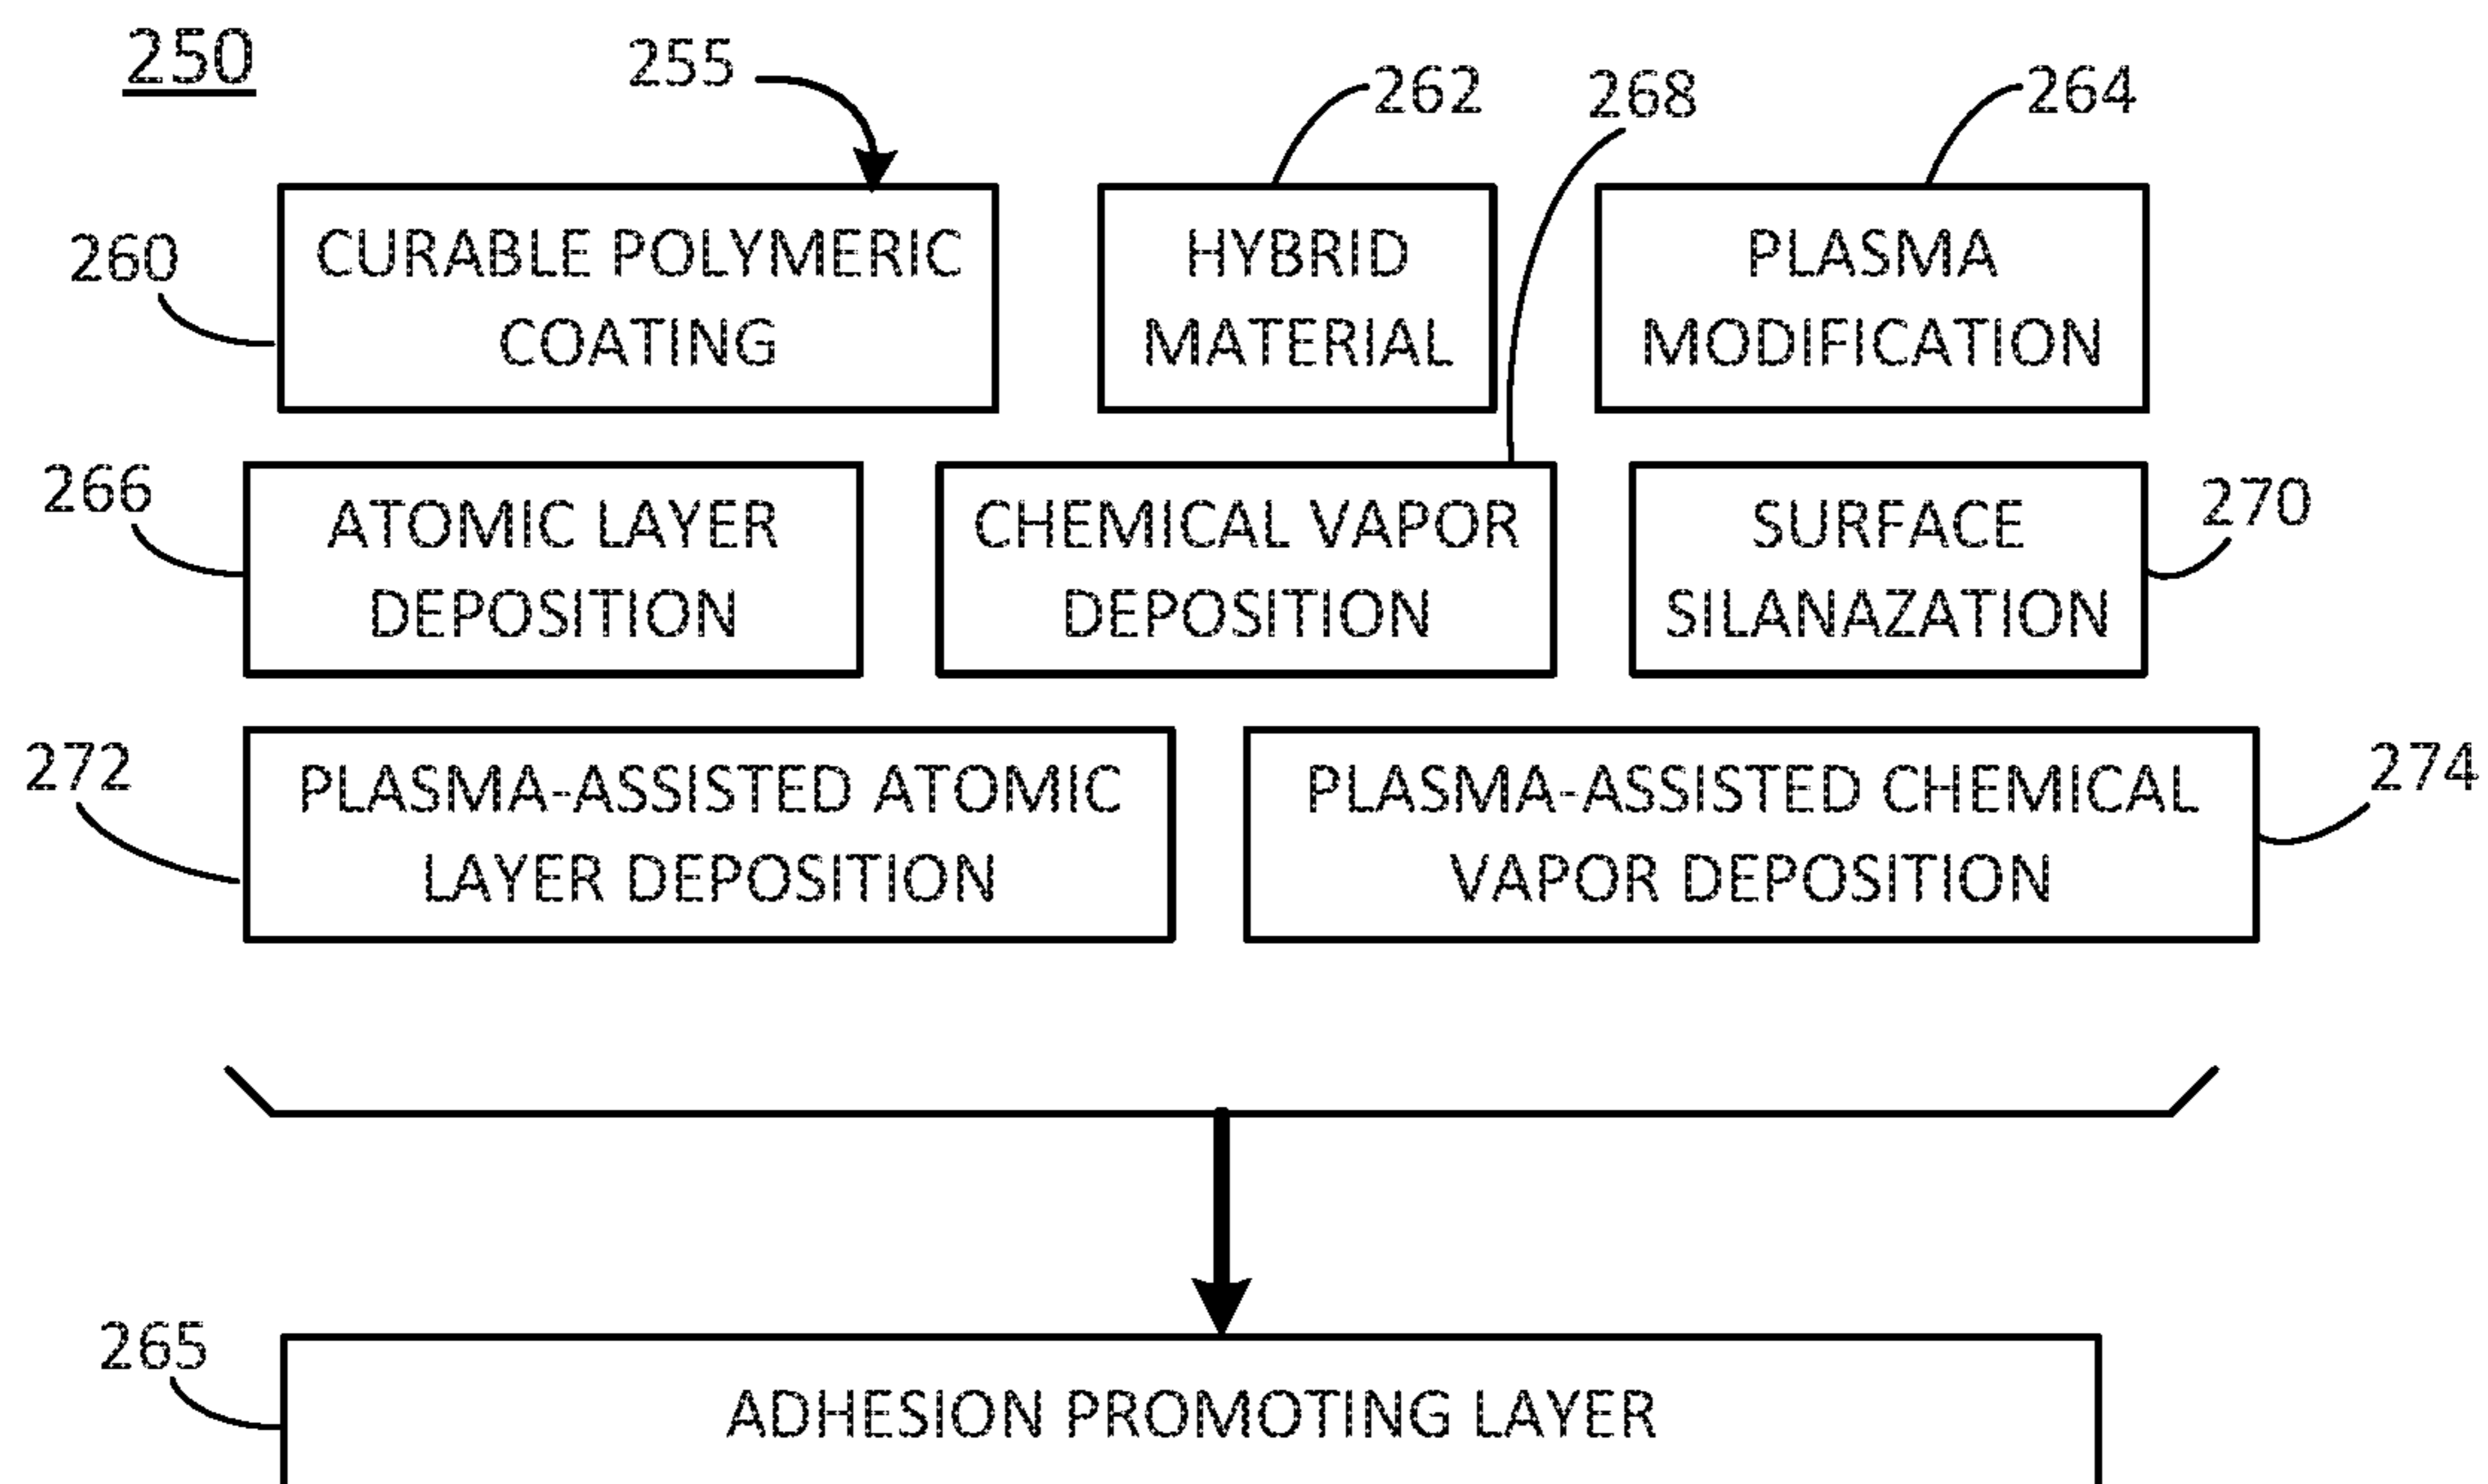 250
255
262
268
264
260
CURABLE POLYMERIC
COATING
HYBRID
MATERIAL
PLASMA
MODIFICATION
266
ATOMIC LAYER
DEPOSITION
CHEMICAL VAPOR
DEPOSITION
SURFACE
SILANAZATION
270
272
PLASMA-ASSISTED ATOMIC
LAYER DEPOSITION
PLASMA-ASSISTED CHEMICAL
VAPOR DEPOSITION
274
265
ADHESION PROMOTING LAYER